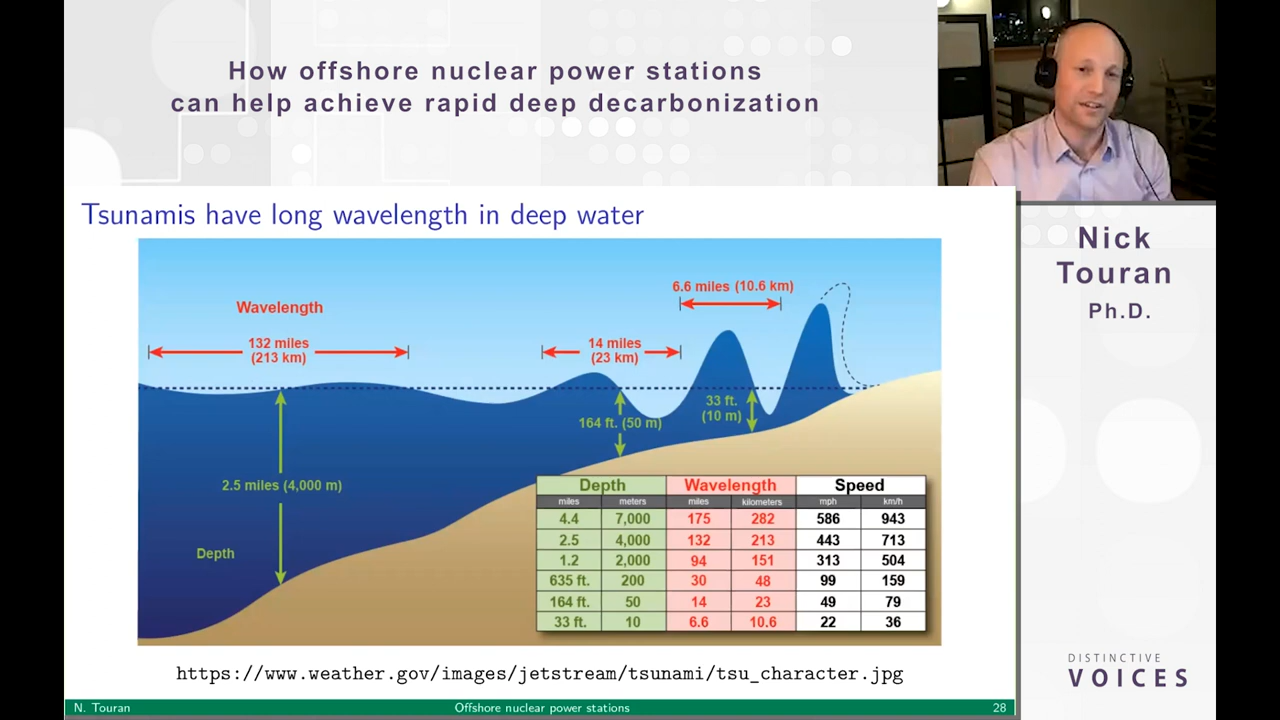 How offshore nuclear power stations
can help achieve rapid deep decarbonization
Nick
Touran
Ph.D.
Tsunamis have long wavelength in deep water
Wavelength
132 miles
(213 km)
14 miles
(23 km)
6.6 miles (10.6 km)
164 ft. (50 m)
33 ft.
(10 m)
2.5 miles (4,000 m)
Depth
Depth Wavelength Speed
miles meters miles kilometers mph km/h
4.4 7,000 175 282 586 943
2.5 4,000 132 213 443 713
1.2 2,000 94 151 313 504
635 ft. 200 30 48 99 159
164 ft. 50 14 23 49 79
33 ft. 10 6.6 10.6 22 36
https://www.weather.gov/images/jetstream/tsunami/tsu_character.jpg
N. Touran Offshore nuclear power stations 28
DISTINCTIVE
VOICES